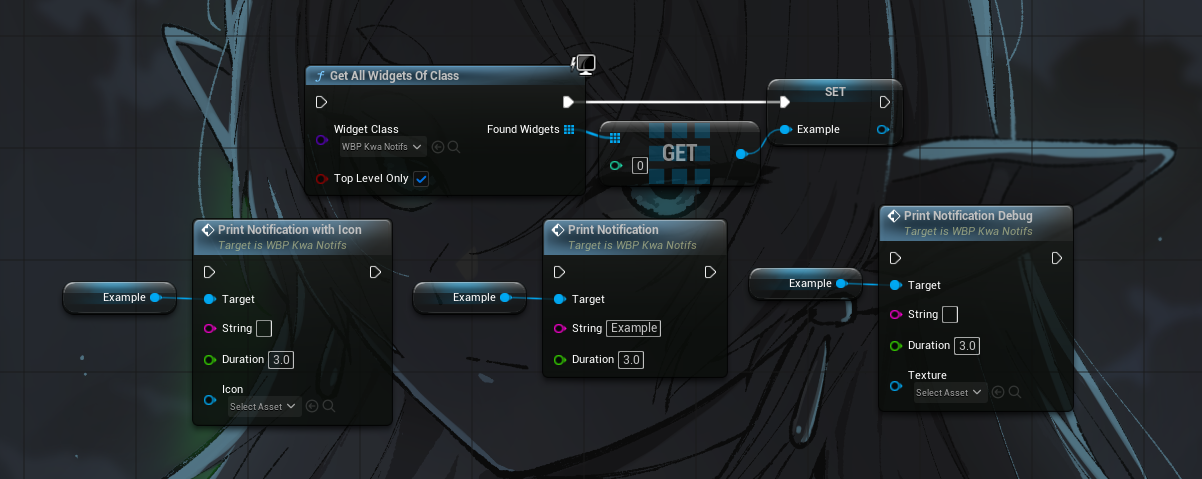 Get All Widgets Of Class
SET
Widget Class
Found Widgets
Example
WBP Kwa Notifs
GET
0
Top Level Only
Print Notification with Icon
Target is WBP Kwa Notifs
Example
Target
String
Duration 3.0
Icon
Select Asset
Print Notification
Target is WBP Kwa Notifs
Example
Target
String Example
Duration 3.0
Print Notification Debug
Target is WBP Kwa Notifs
Example
Target
String
Duration 3.0
Texture
Select Asset